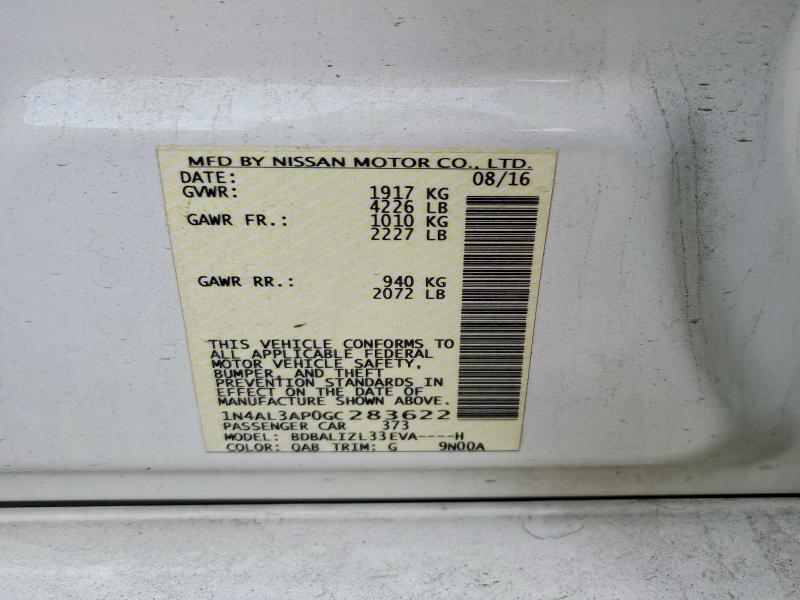 MFD BY NISSAN MOTOR CO., LTD.
DATE: 08/16
GVWR: 1917 KG
4226 LB
GAWR FR.: 1010 KG
2227 LB
GAWR RR.: 940 KG
2072 LB
THIS VEHICLE CONFORMS TO
ALL APPLICABLE FEDERAL
MOTOR VEHICLE SAFETY,
BUMPER, AND THEFT
PREVENTION STANDARDS IN
EFFECT ON THE DATE OF
MANUFACTURE SHOWN ABOVE.
1N4AL3AP0GC283622
PASSENGER CAR 373
MODEL: BDBALIZL33EVA----H
COLOR: QAB TRIM: G 9N00A